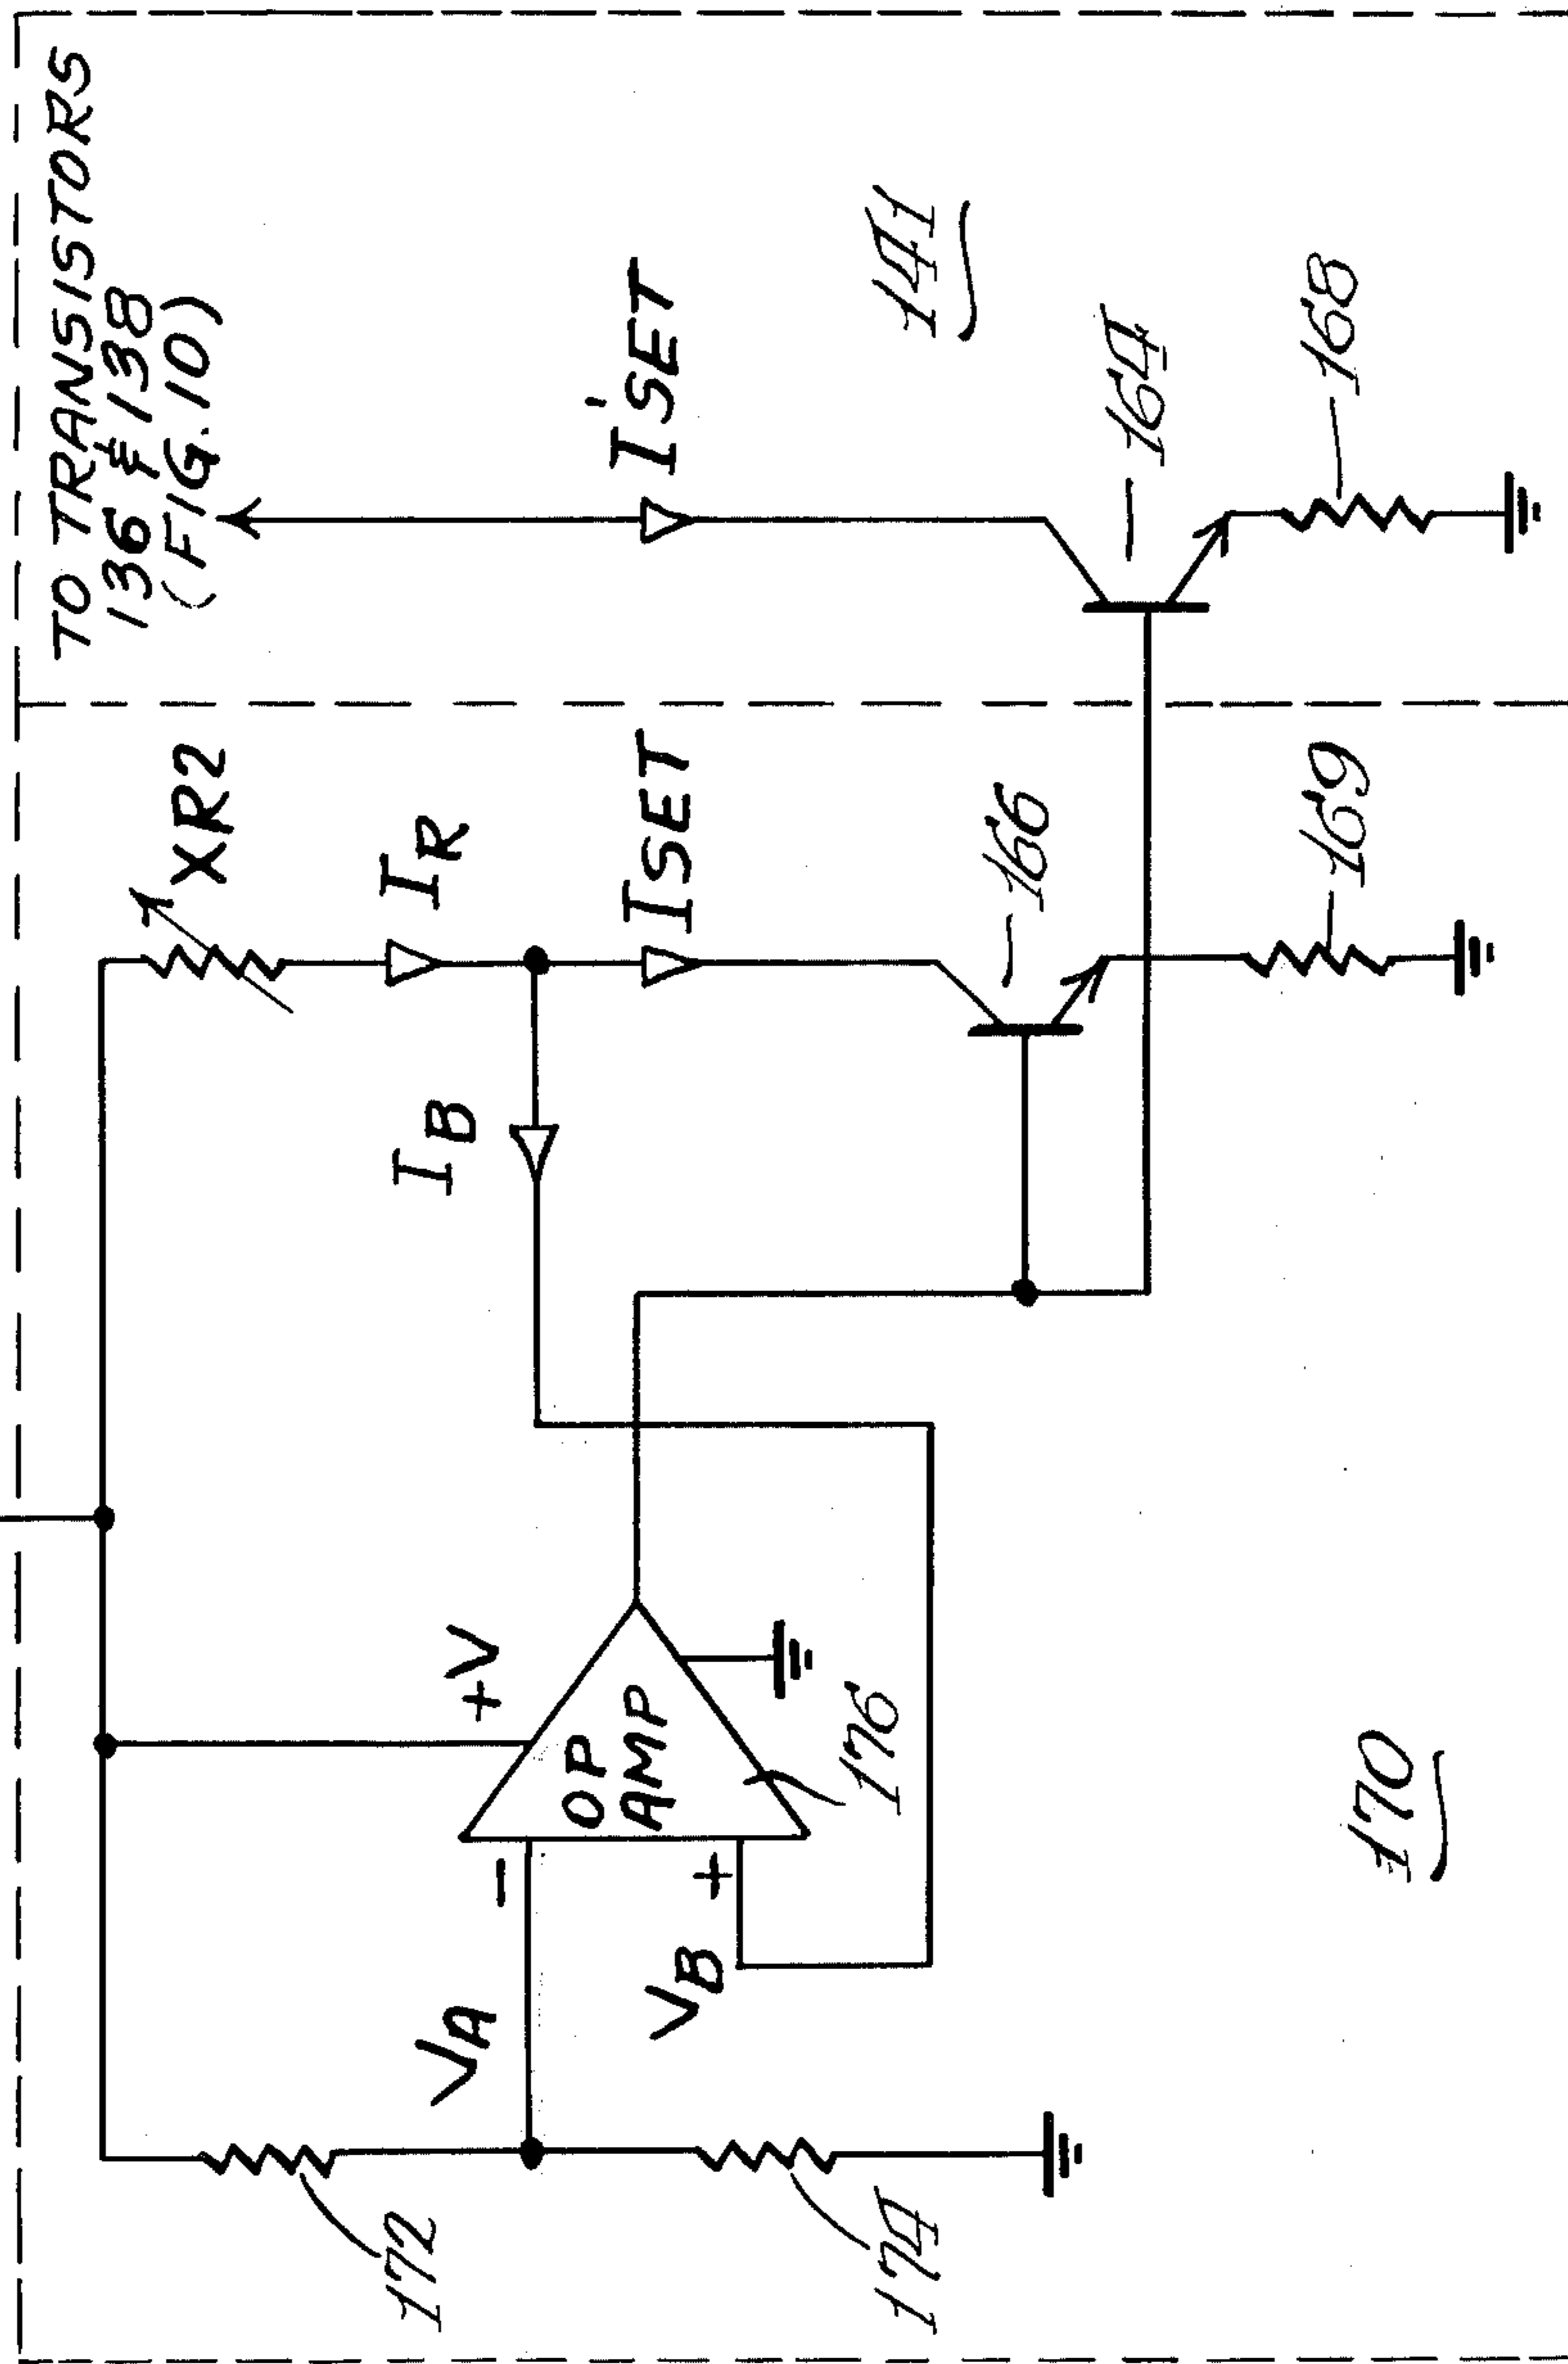 TO TRANSISTORS
136 & 138
(FIG. 10)
XR2
IR
I'SET
ISET
IB
141
+V
164
166
168
169
VA
-
OP
AMP
VB
+
176
172
174
170